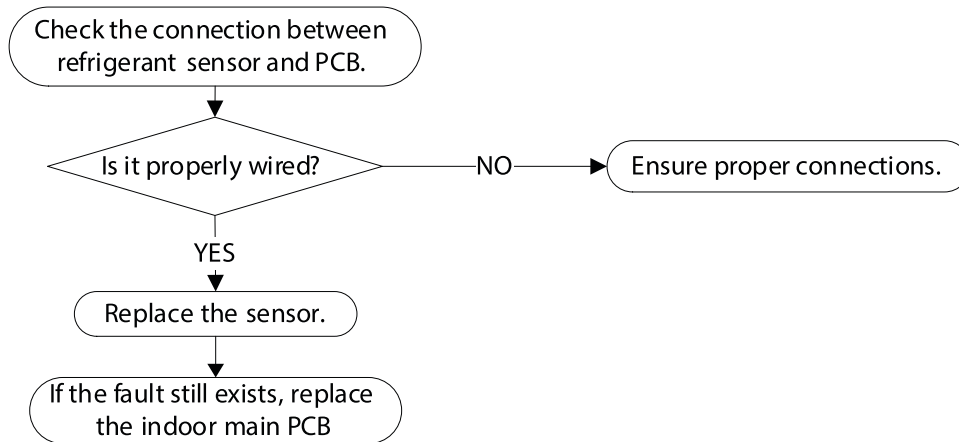 Check the connection between
refrigerant sensor and PCB.
Is it properly wired?
NO
Ensure proper connections.
YES
Replace the sensor.
If the fault still exists, replace
the indoor main PCB